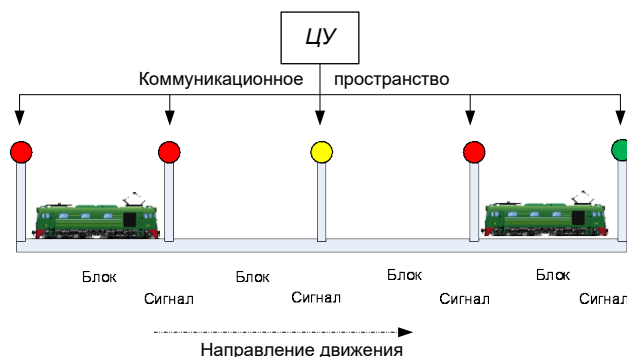 ЦУ
Коммуникационное пространство
Блок Блок Блок Блок
Сигнал Сигнал Сигнал Сигнал
Направление движения